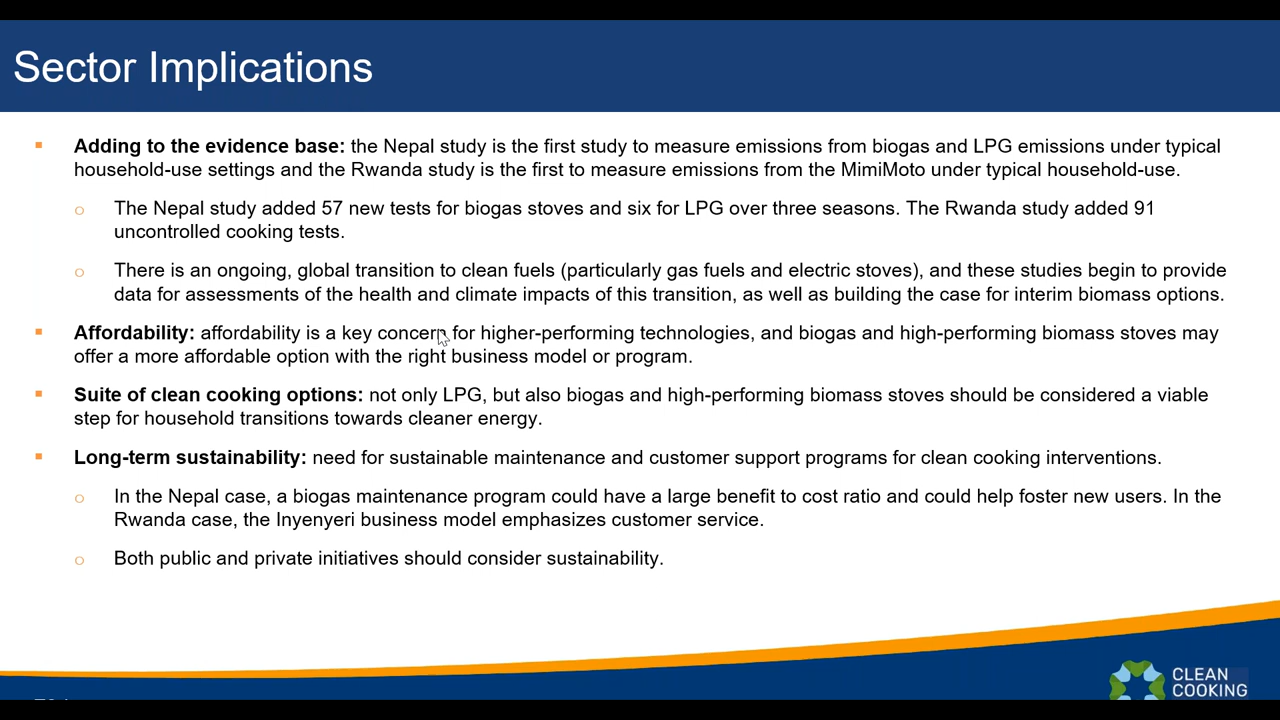 Sector Implications
Adding to the evidence base: the Nepal study is the first study to measure emissions from biogas and LPG emissions under typical
household-use settings and the Rwanda study is the first to measure emissions from the MimiMoto under typical household-use.
The Nepal study added 57 new tests for biogas stoves and six for LPG over three seasons. The Rwanda study added 91
uncontrolled cooking tests.
There is an ongoing, global transition to clean fuels (particularly gas fuels and electric stoves), and these studies begin to provide
data for assessments of the health and climate impacts of this transition, as well as building the case for interim biomass options.
Affordability: affordability is a key concern for higher-performing technologies, and biogas and high-performing biomass stoves may
offer a more affordable option with the right business model or program.
Suite of clean cooking options: not only LPG, but also biogas and high-performing biomass stoves should be considered a viable
step for household transitions towards cleaner energy.
Long-term sustainability: need for sustainable maintenance and customer support programs for clean cooking interventions.
In the Nepal case, a biogas maintenance program could have a large benefit to cost ratio and could help foster new users. In the
Rwanda case, the Inyenyeri business model emphasizes customer service.
Both public and private initiatives should consider sustainability.
CLEAN
COOKING